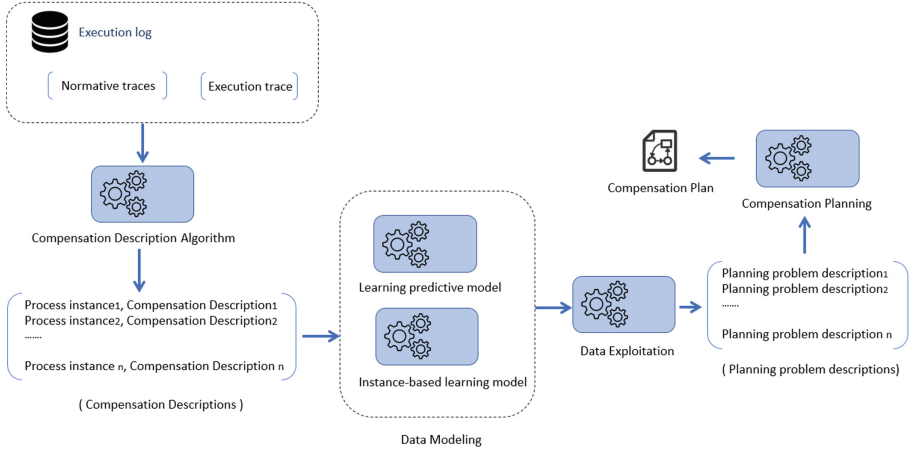 Execution log
Normative traces
Execution trace
Compensation Description Algorithm
Process instance1, Compensation Description1
Process instance2, Compensation Description2
.......
Process instance n, Compensation Description n
( Compensation Descriptions )
Learning predictive model
Instance-based learning model
Data Modeling
Data Exploitation
Planning problem description1
Planning problem description2
.......
Planning problem description n
( Planning problem descriptions)
Compensation Planning
Compensation Plan